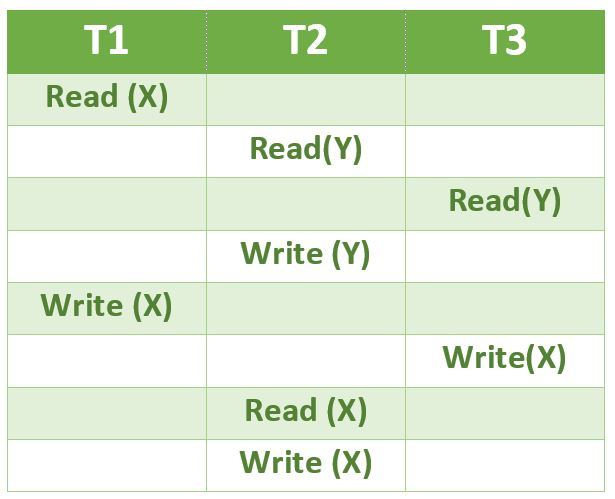 T1 T2 T3
Read (X)
Read(Y)
Read(Y)
Write (Y)
Write (X)
Write(X)
Read (X)
Write (X)